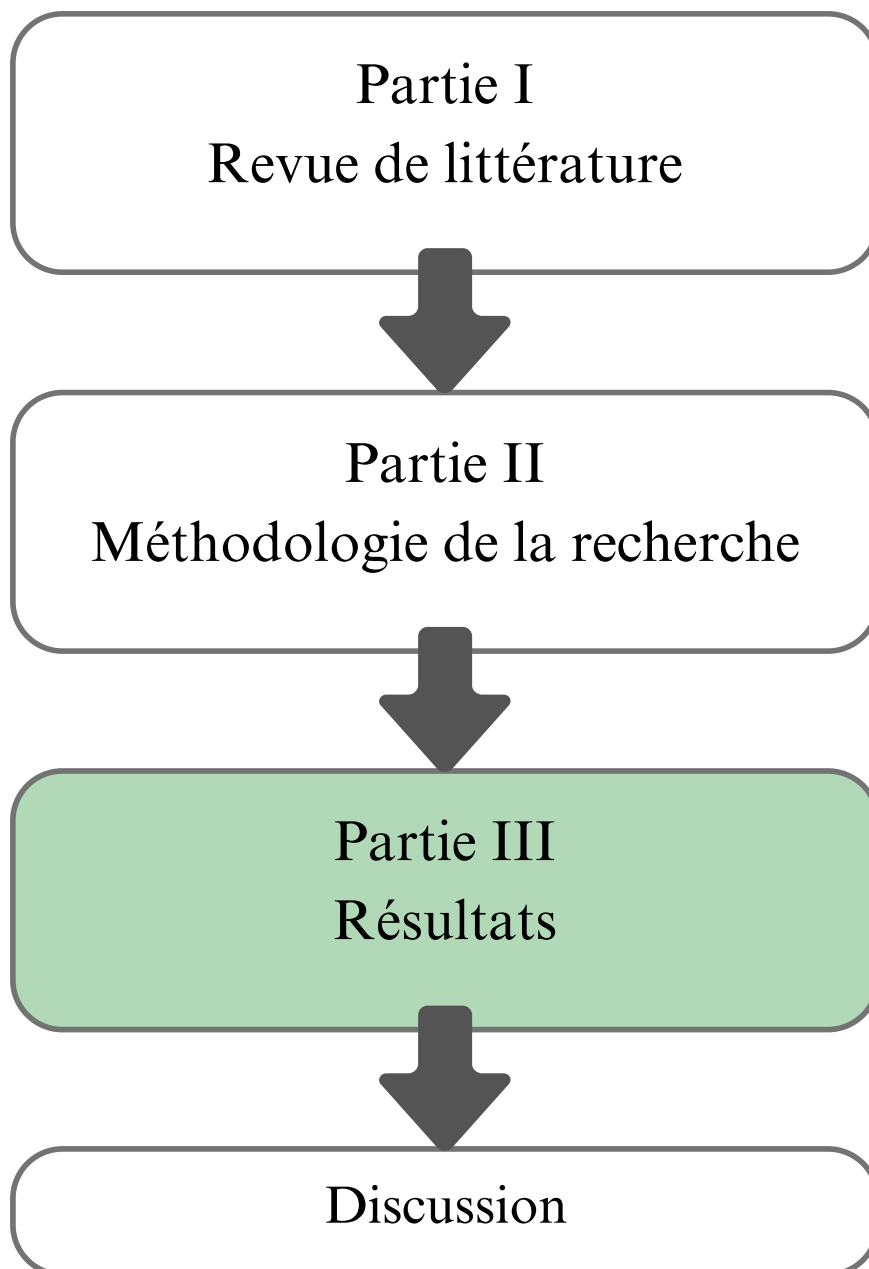 Partie I
Revue de littérature
Partie II
Méthodologie de la recherche
Partie III
Résultats
Discussion